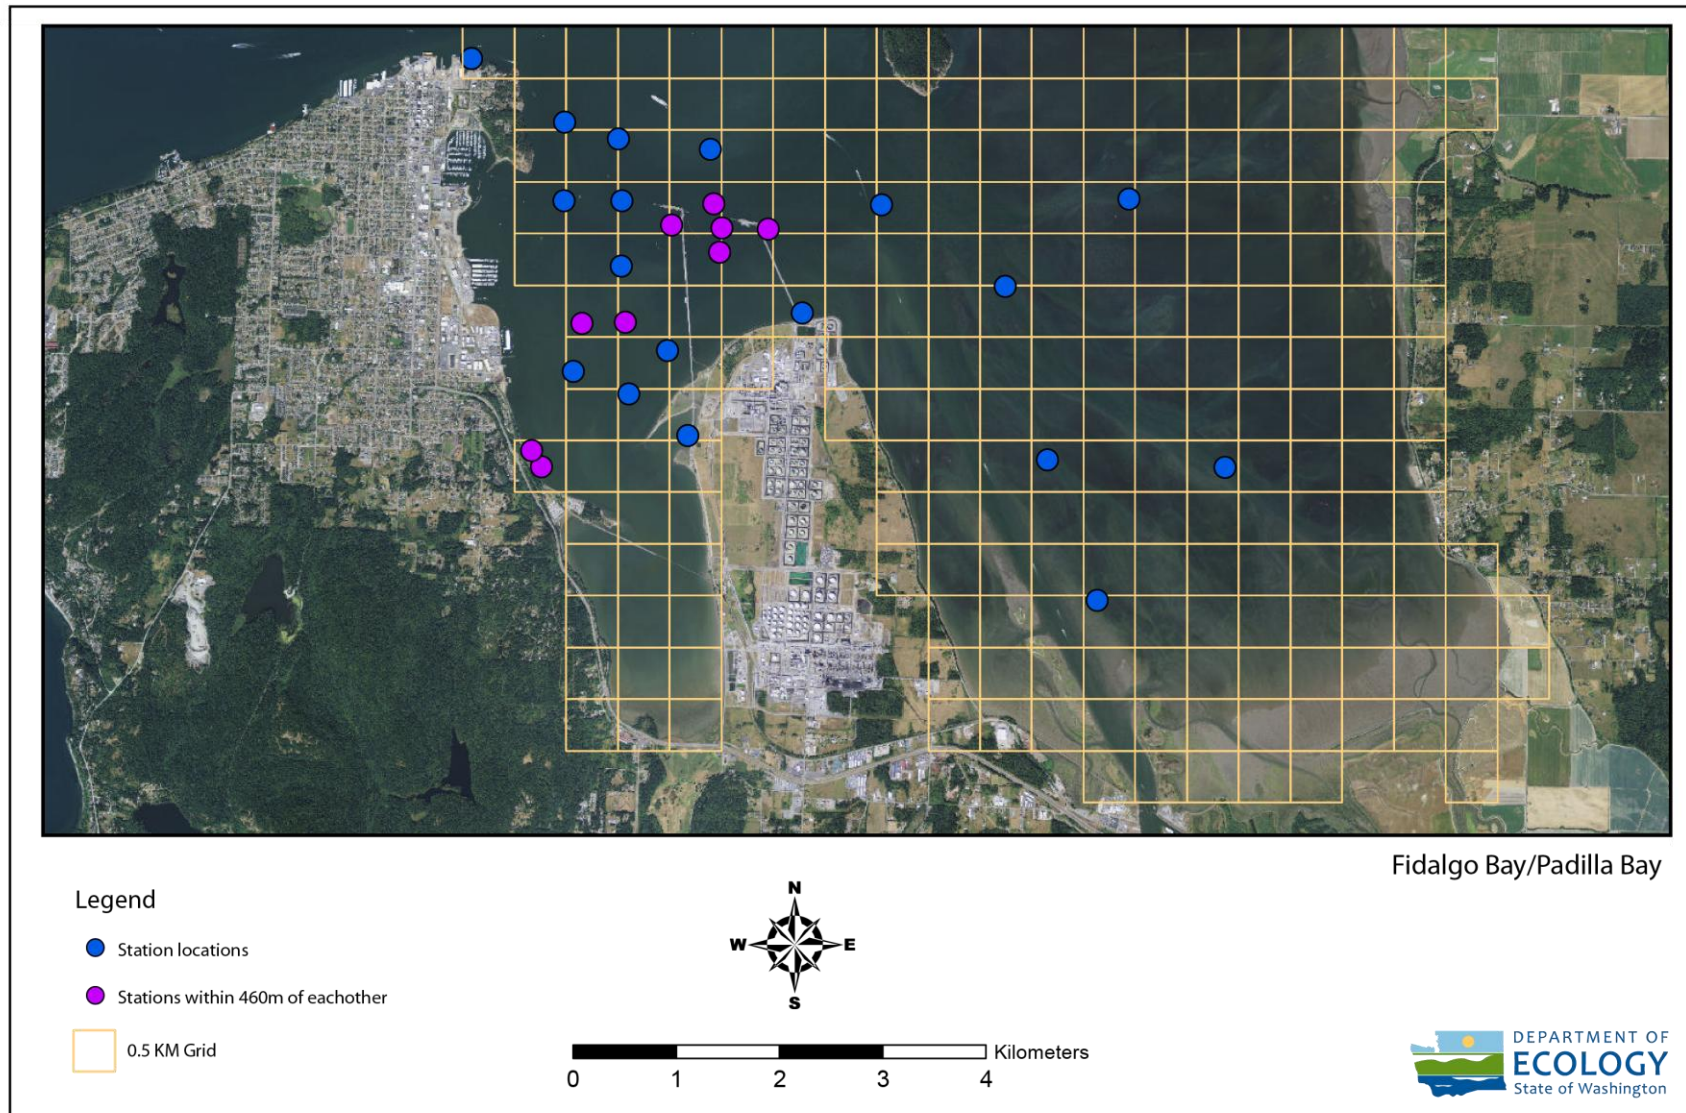 Fidalgo Bay/Padilla Bay
Legend
Station locations
Stations within 460m of eachother
0.5 KM Grid
N
W
E
S
Kilometers
0
1
2
3
4
DEPARTMENT OF
ECOLOGY
State of Washington